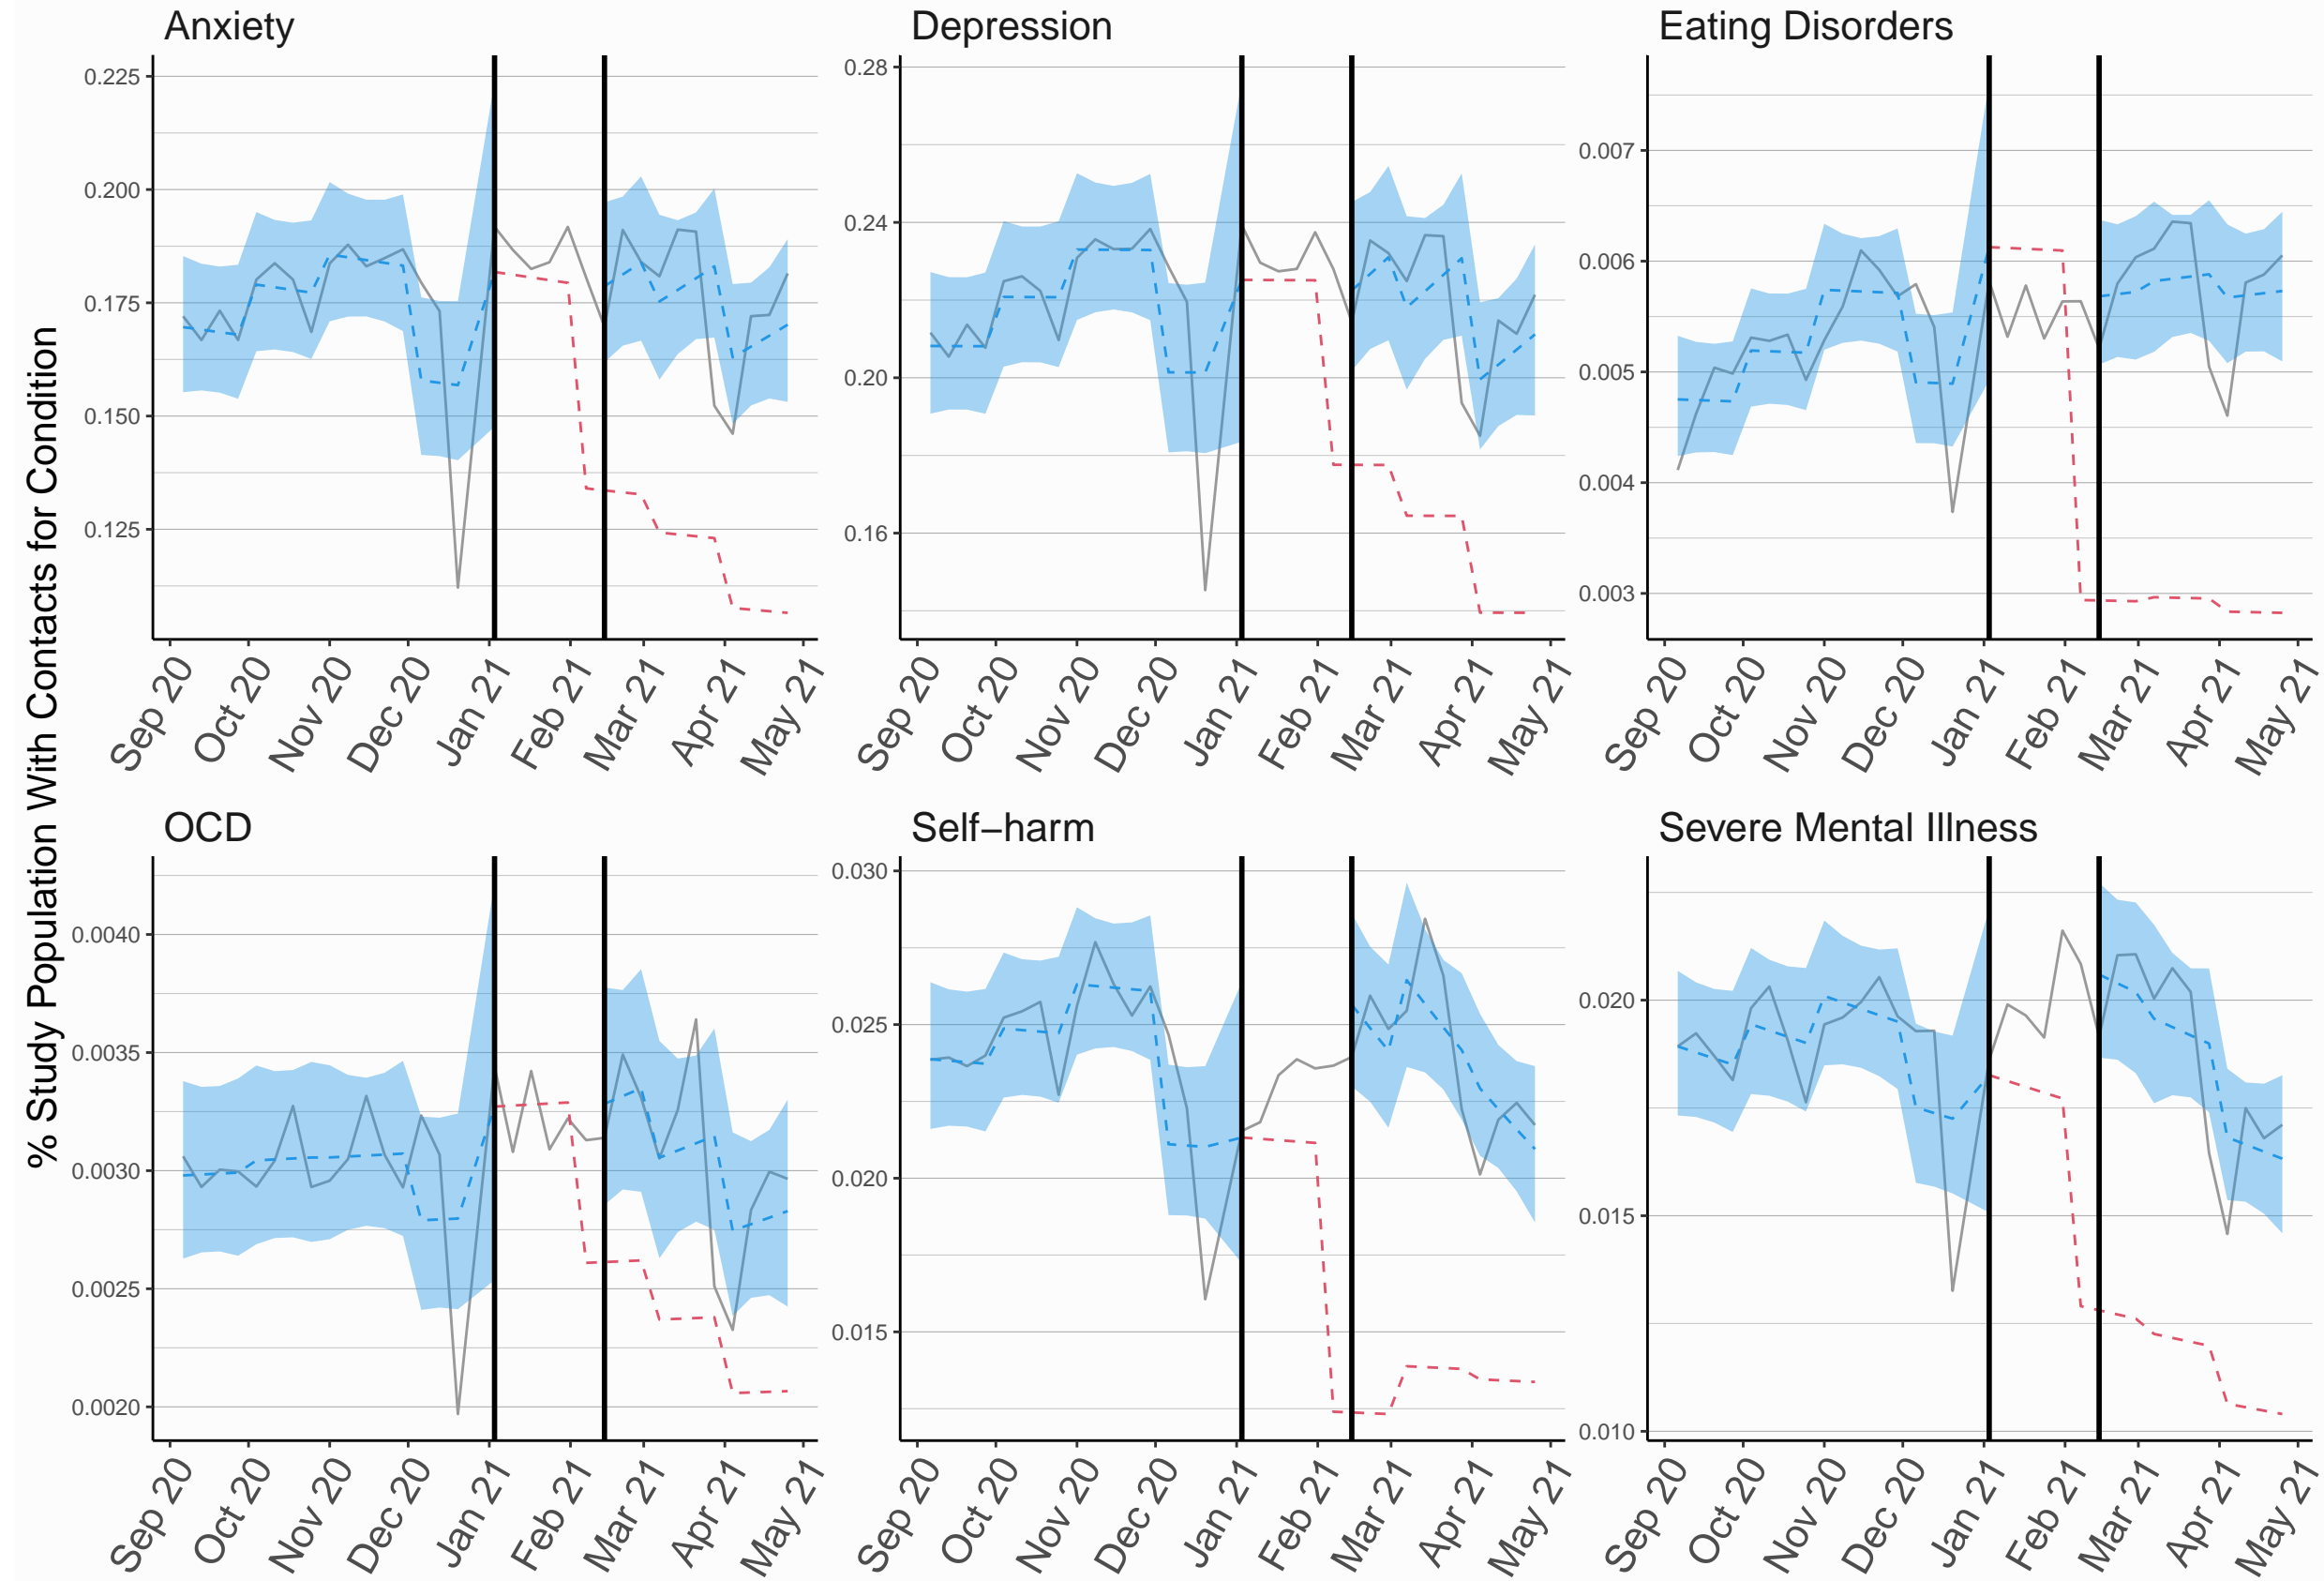 Anxiety
Depression
Eating Disorders
% Study Population With Contacts for Condition
0.225
0.200
0.175
0.150
0.125
Sep 20
Oct 20
Nov 20
Dec 20
Jan 21
Feb 21
Mar 21
Apr 21
May 21
0.28
0.24
0.20
0.16
Sep 20
Oct 20
Nov 20
Dec 20
Jan 21
Feb 21
Mar 21
Apr 21
May 21
0.007
0.006
0.005
0.004
0.003
Sep 20
Oct 20
Nov 20
Dec 20
Jan 21
Feb 21
Mar 21
Apr 21
May 21
OCD
Self−harm
Severe Mental Illness
0.0040
0.0035
0.0030
0.0025
0.0020
Sep 20
Oct 20
Nov 20
Dec 20
Jan 21
Feb 21
Mar 21
Apr 21
May 21
0.030
0.025
0.020
0.015
Sep 20
Oct 20
Nov 20
Dec 20
Jan 21
Feb 21
Mar 21
Apr 21
May 21
0.020
0.015
0.010
Sep 20
Oct 20
Nov 20
Dec 20
Jan 21
Feb 21
Mar 21
Apr 21
May 21